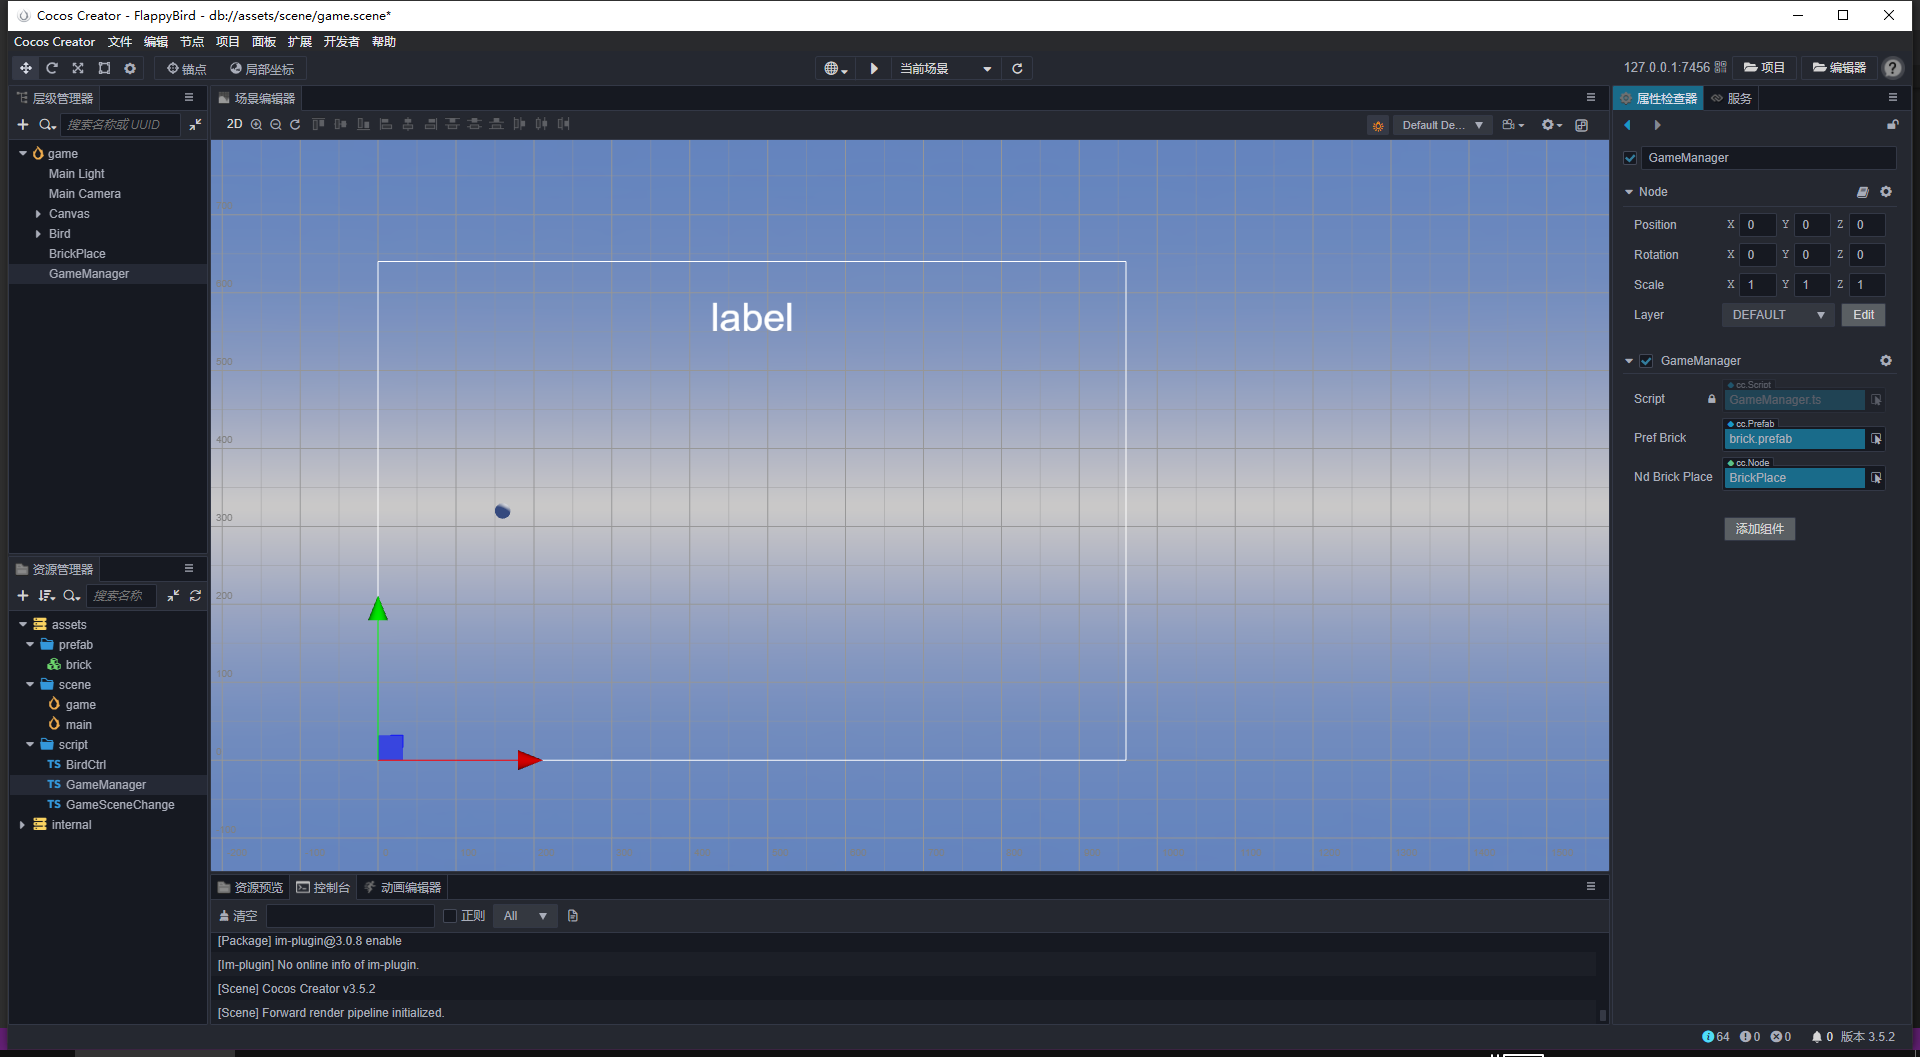 Cocos Creator - FlappyBird - db://assets/scene/game.scene*
Cocos Creator 文件 编辑 节点 项目 面板 扩展 开发者 帮助
锚点 局部坐标 当前场景 127.0.0.1:7456 项目 编辑器
层级管理器
搜索名称或 UUID
game
Main Light
Main Camera
Canvas
Bird
BrickPlace
GameManager
资源管理器
搜索名称
assets
prefab
brick
scene
game
main
script
TS BirdCtrl
TS GameManager
TS GameSceneChange
internal
场景编辑器
2D Default De...
label
600
500
400
300
200
100
0
资源预览 控制台 动画编辑器
清空 正则 All
[Package] im-plugin@3.0.8 enable
[Im-plugin] No online info of im-plugin.
[Scene] Cocos Creator v3.5.2
[Scene] Forward render pipeline initialized.
属性检查器 服务
GameManager
Node
Position X 0 Y 0 Z 0
Rotation X 0 Y 0 Z 0
Scale X 1 Y 1 Z 1
Layer DEFAULT Edit
GameManager
cc.Script
Script GameManager.ts
cc.Prefab
Pref Brick brick.prefab
cc.Node
Nd Brick Place BrickPlace
添加组件
64 0 0 0 版本 3.5.2